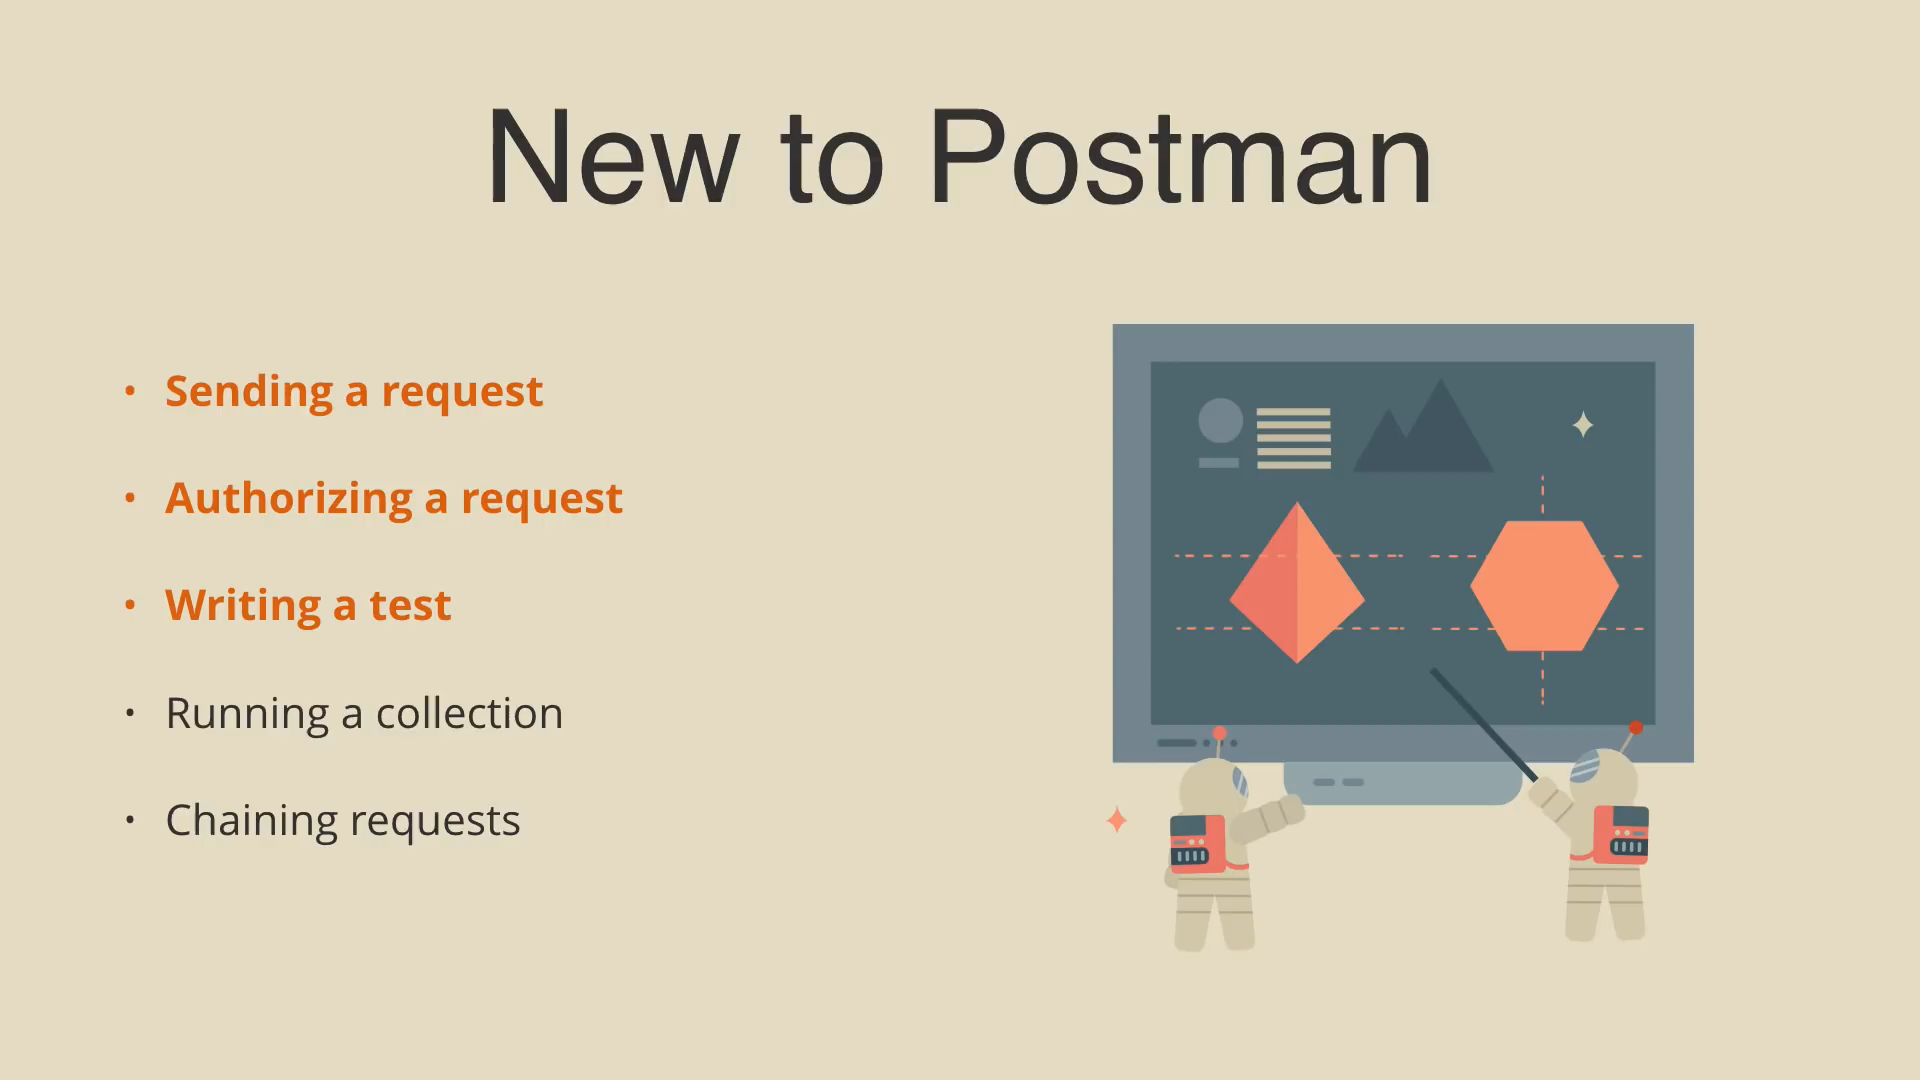 New to Postman
• Sending a request
• Authorizing a request
• Writing a test
• Running a collection
• Chaining requests